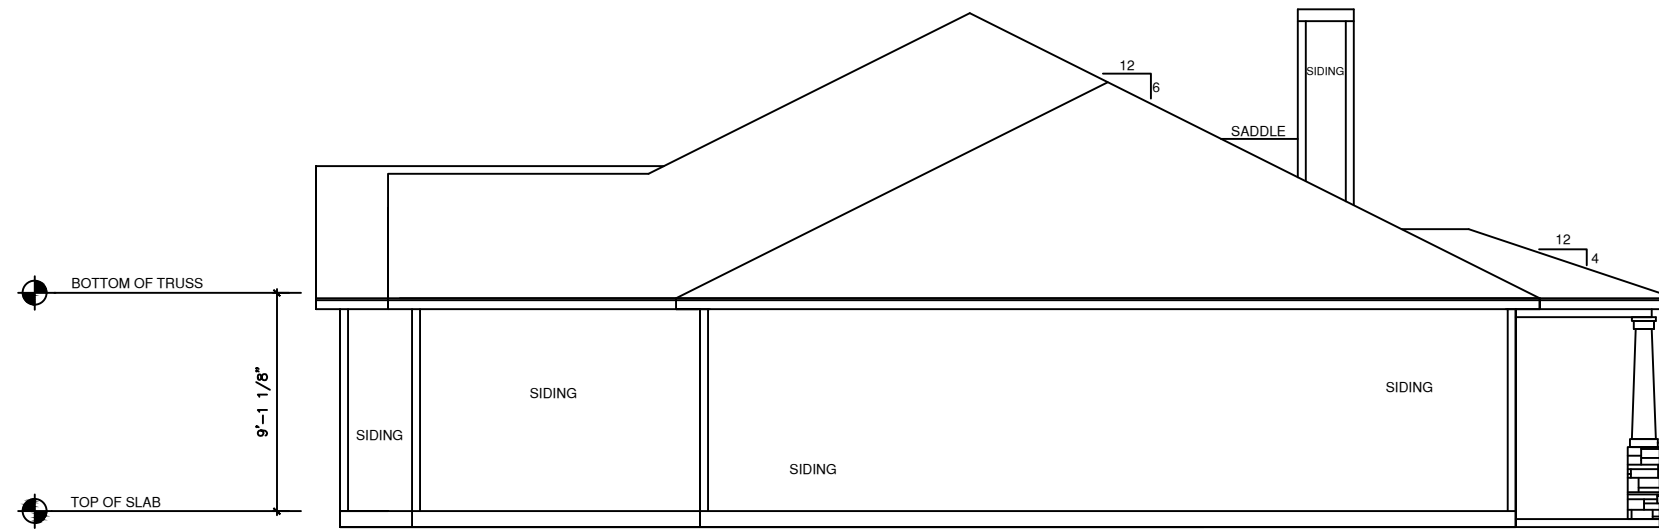 12
6
SIDING
SADDLE
12
4
BOTTOM OF TRUSS
9'-1 1/8"
SIDING
SIDING
SIDING
SIDING
TOP OF SLAB